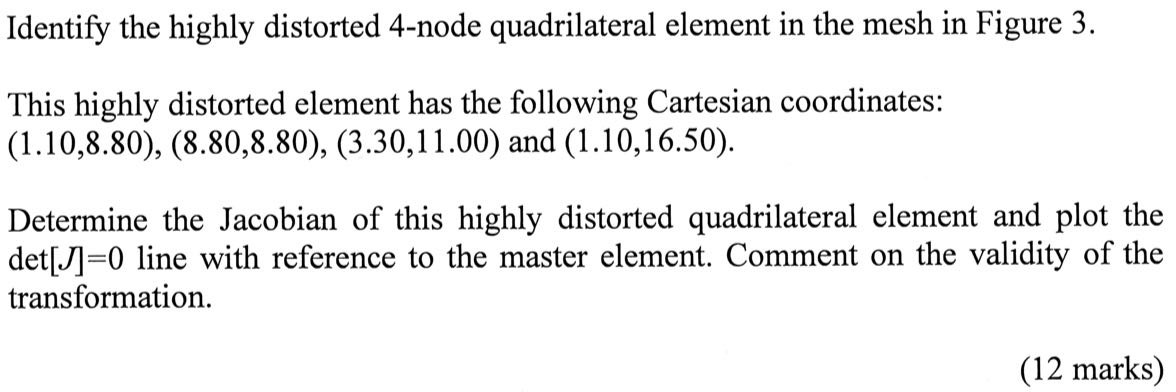 Identify the highly distorted 4-node quadrilateral element in the mesh in Figure 3.
This highly distorted element has the following Cartesian coordinates:
(1.10,8.80), (8.80,8.80), (3.30,11.00) and (1.10,16.50).
Determine the Jacobian of this highly distorted quadrilateral element and plot the
det[J]=0 line with reference to the master element. Comment on the validity of the
transformation.
(12 marks)